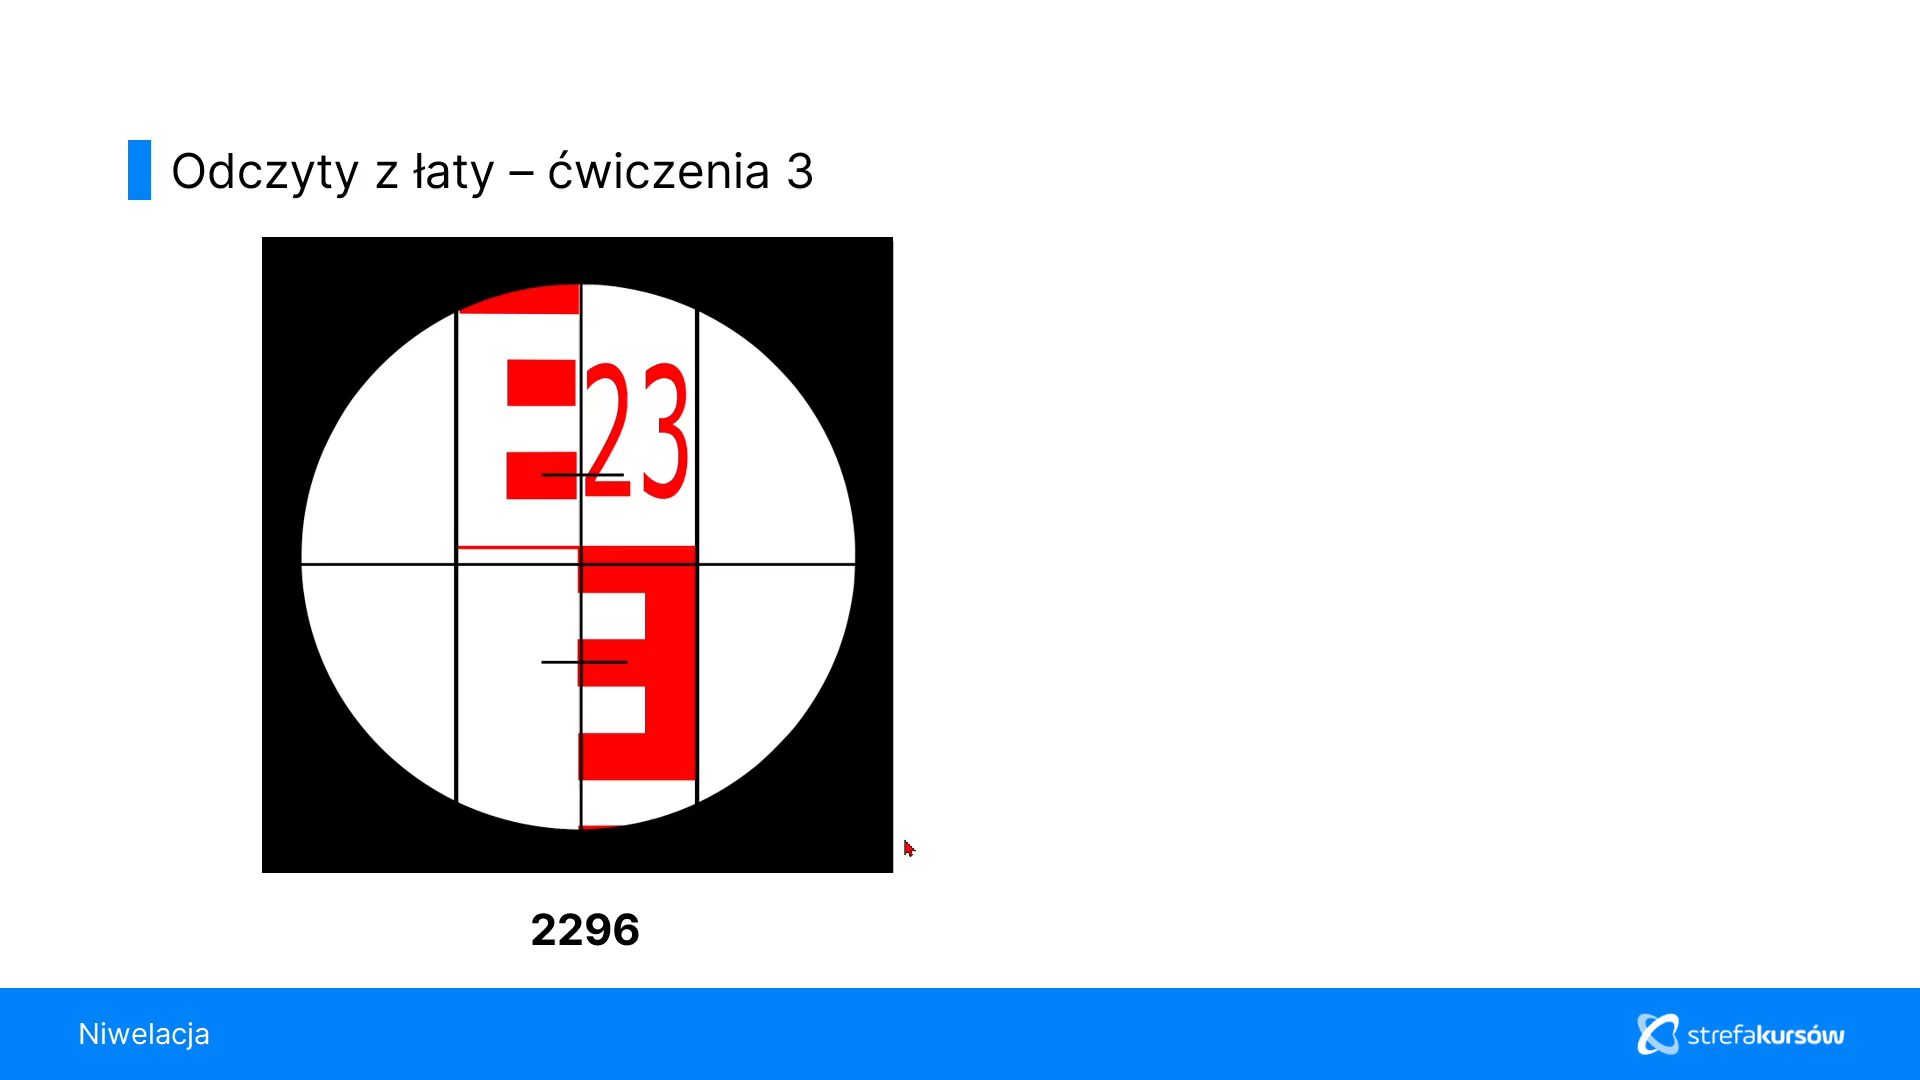 Odczyty z łaty – ćwiczenia 3
23
2296
Niwelacja
strefakursów